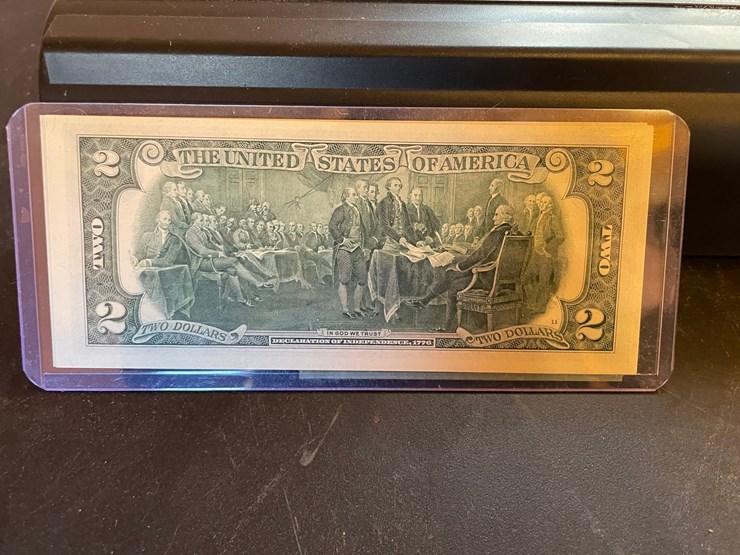 2 THE UNITED STATES OF AMERICA 2
TWO TWO
2 TWO DOLLARS IN GOD WE TRUST 11 TWO DOLLARS 2
DECLARATION OF INDEPENDENCE, 1776